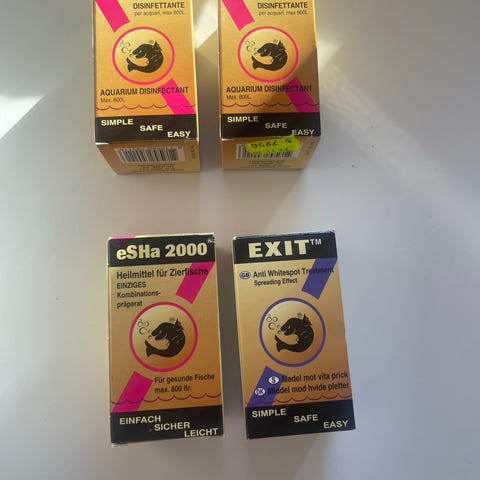 DISINFETTANTE
per acquari, max 800L.
AQUARIUM DISINFECTANT
Max. 800L.
SIMPLE
SAFE
EASY
DISINFETTANTE
per acquari, max 800L.
AQUARIUM DISINFECTANT
Max. 800L.
SIMPLE
SAFE
EASY
eSHa 2000
Heilmittel für Zierfische
EINZIGES
Kombinations-
präparat
Für gesunde Fische
max. 800 ltr.
EINFACH
SICHER
LEICHT
EXIT™
GB Anti Whitespot Treatment
Spreading Effect
S Medel mot vita prick
DK Middel mod hvide pletter
SIMPLE
SAFE
EASY